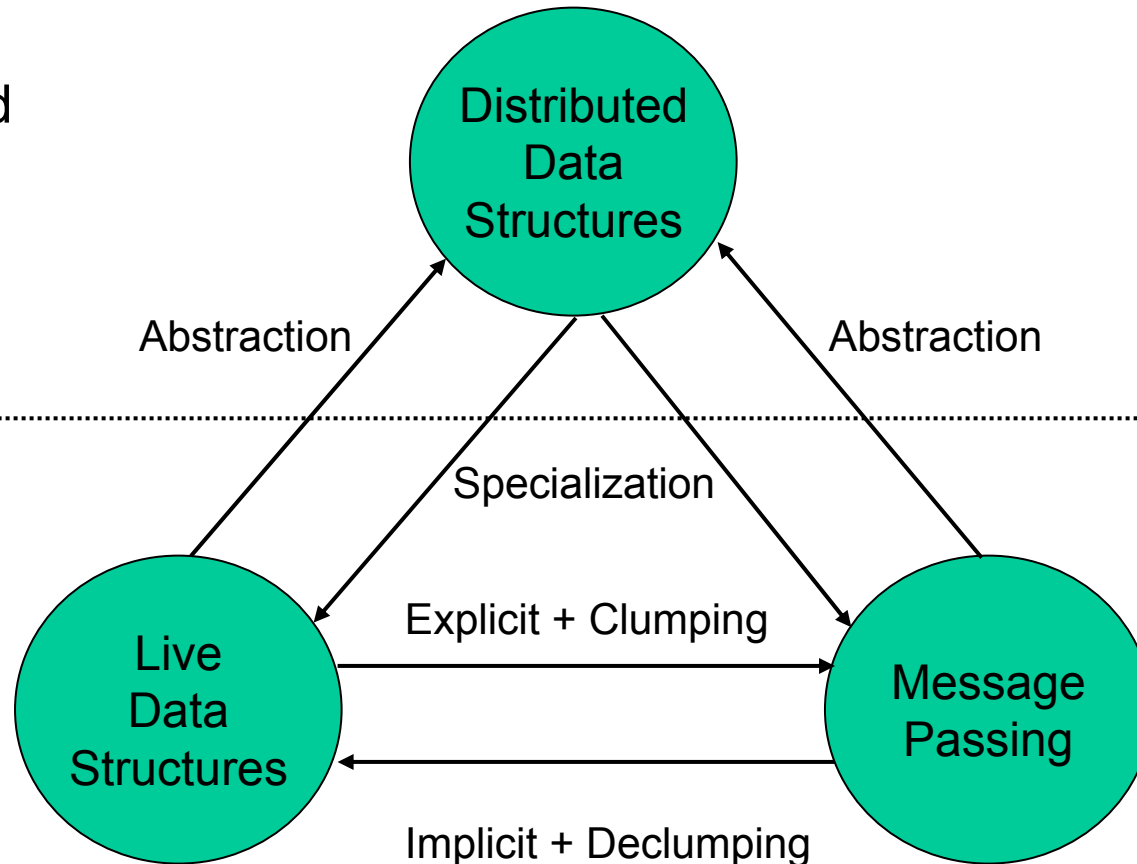 Distributed
Data
Structures
Abstraction
Abstraction
Specialization
Explicit + Clumping
Live
Data
Structures
Message
Passing
Implicit + Declumping